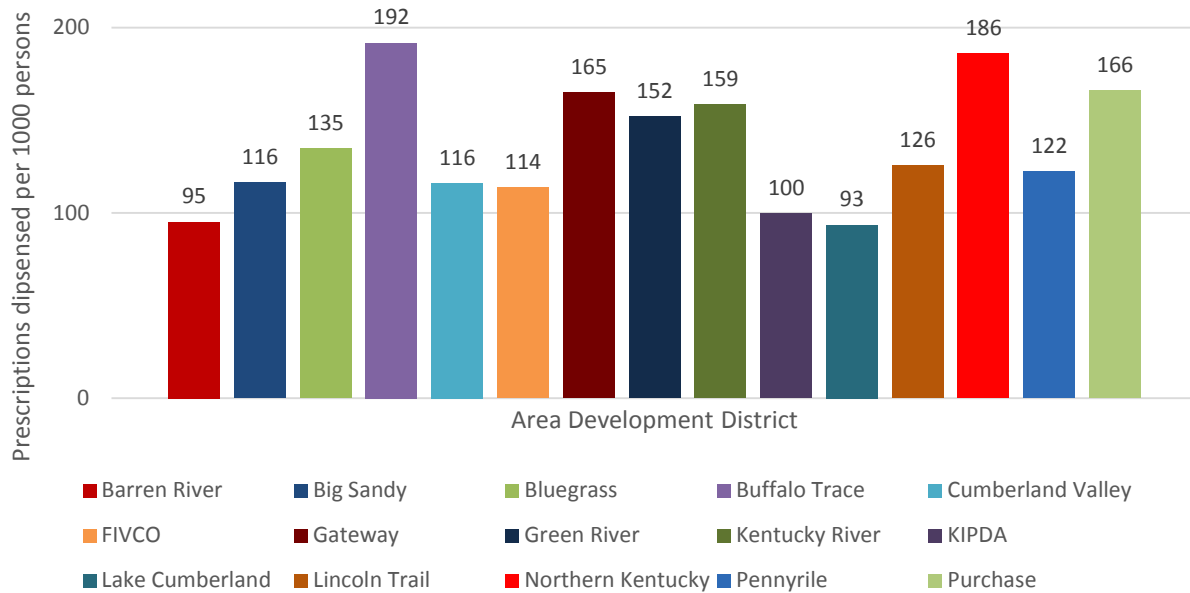 Prescriptions dipsensed per 1000 persons
200
100
0
95
116
135
192
116
114
165
152
159
100
93
126
186
122
166
Area Development District
Barren River
Big Sandy
Bluegrass
Buffalo Trace
Cumberland Valley
FIVCO
Gateway
Green River
Kentucky River
KIPDA
Lake Cumberland
Lincoln Trail
Northern Kentucky
Pennyrile
Purchase